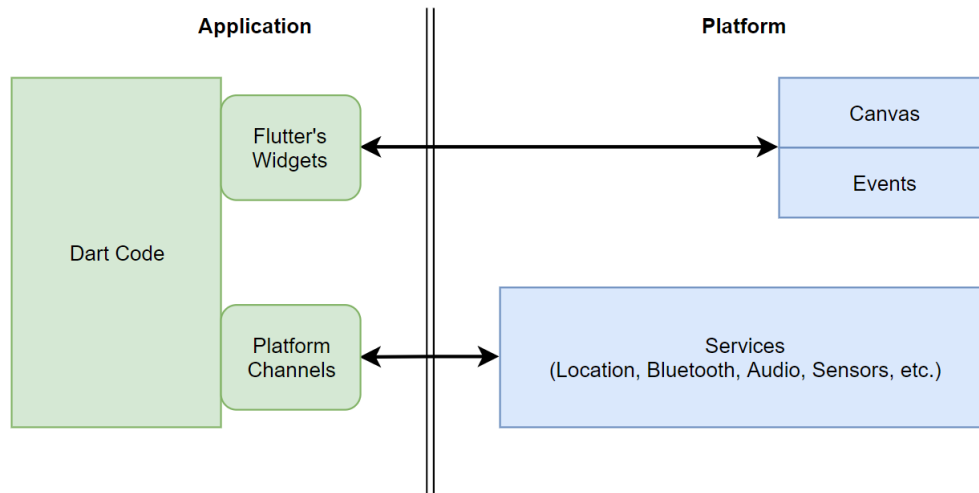 Application
Platform
Dart Code
Flutter's
Widgets
Platform
Channels
Canvas
Events
Services
(Location, Bluetooth, Audio, Sensors, etc.)